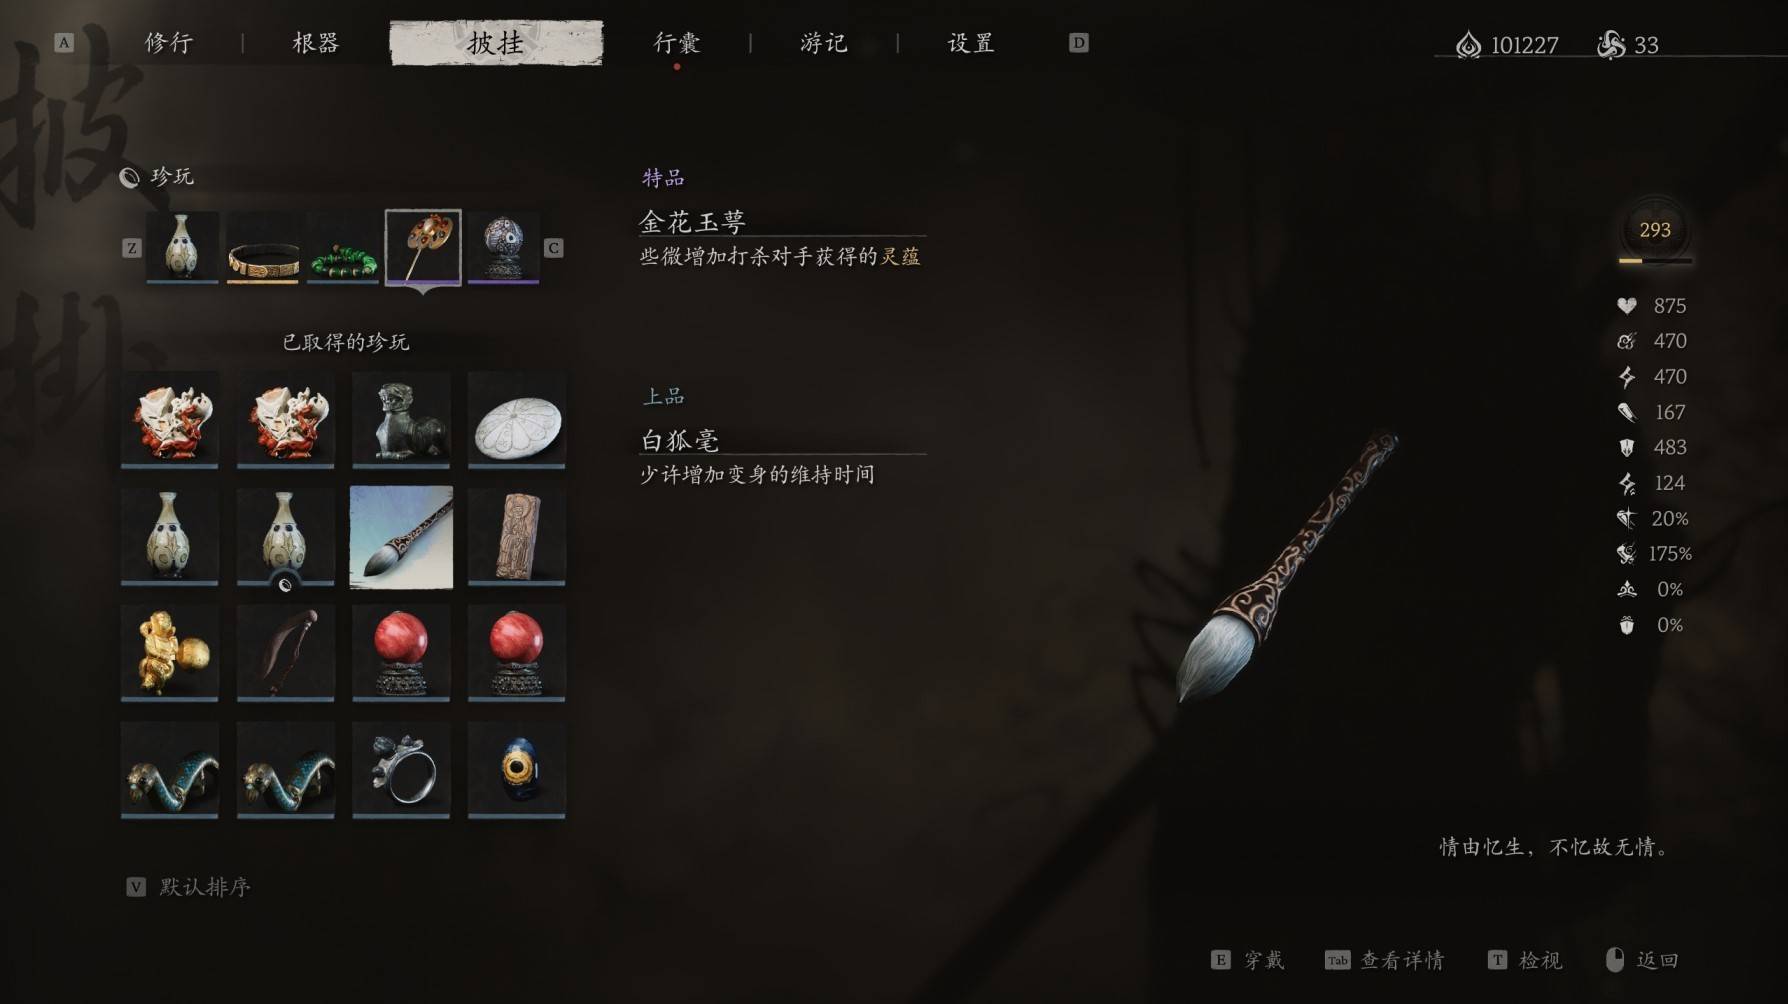 A 修行 根器 披挂 行囊 游记 设置 D 101227 33
披挂
珍玩
Z C
已取得的珍玩
V 默认排序
特品
金花玉萼
些微增加打杀对手获得的灵蕴
上品
白狐毫
少许增加变身的维持时间
293
875
470
470
167
483
124
20%
175%
0%
0%
情由忆生，不忆故无情。
E 穿戴 Tab 查看详情 T 检视 返回